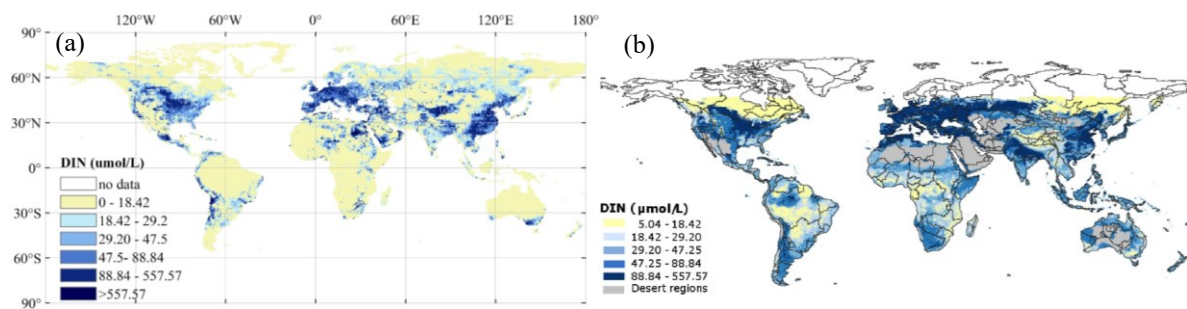 120°W 60°W 0° 60°E 120°E 180°
90°
(a)
60°N
30°N
0°
30°S
60°S
90°
DIN (umol/L)
no data
0 - 18.42
18.42 - 29.2
29.20 - 47.5
47.5- 88.84
88.84 - 557.57
>557.57
(b)
DIN (µmol/L)
5.04 - 18.42
18.42 - 29.20
29.20 - 47.25
47.25 - 88.84
88.84 - 557.57
Desert regions